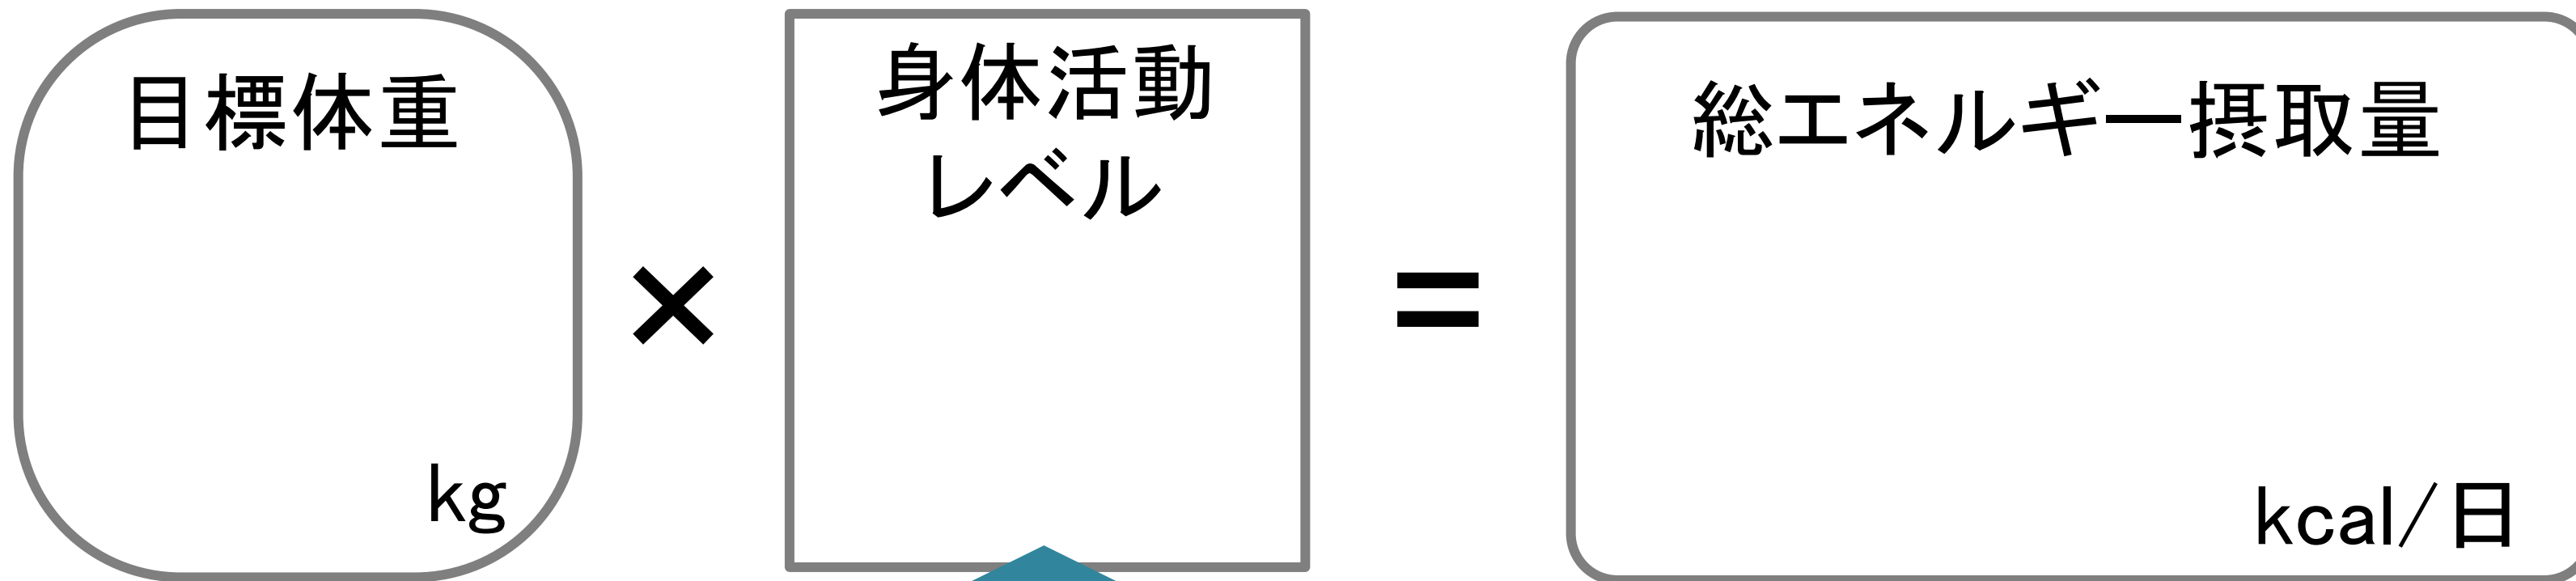 目標体重
kg
×
身体活動
レベル
=
総エネルギー摂取量
kcal/日